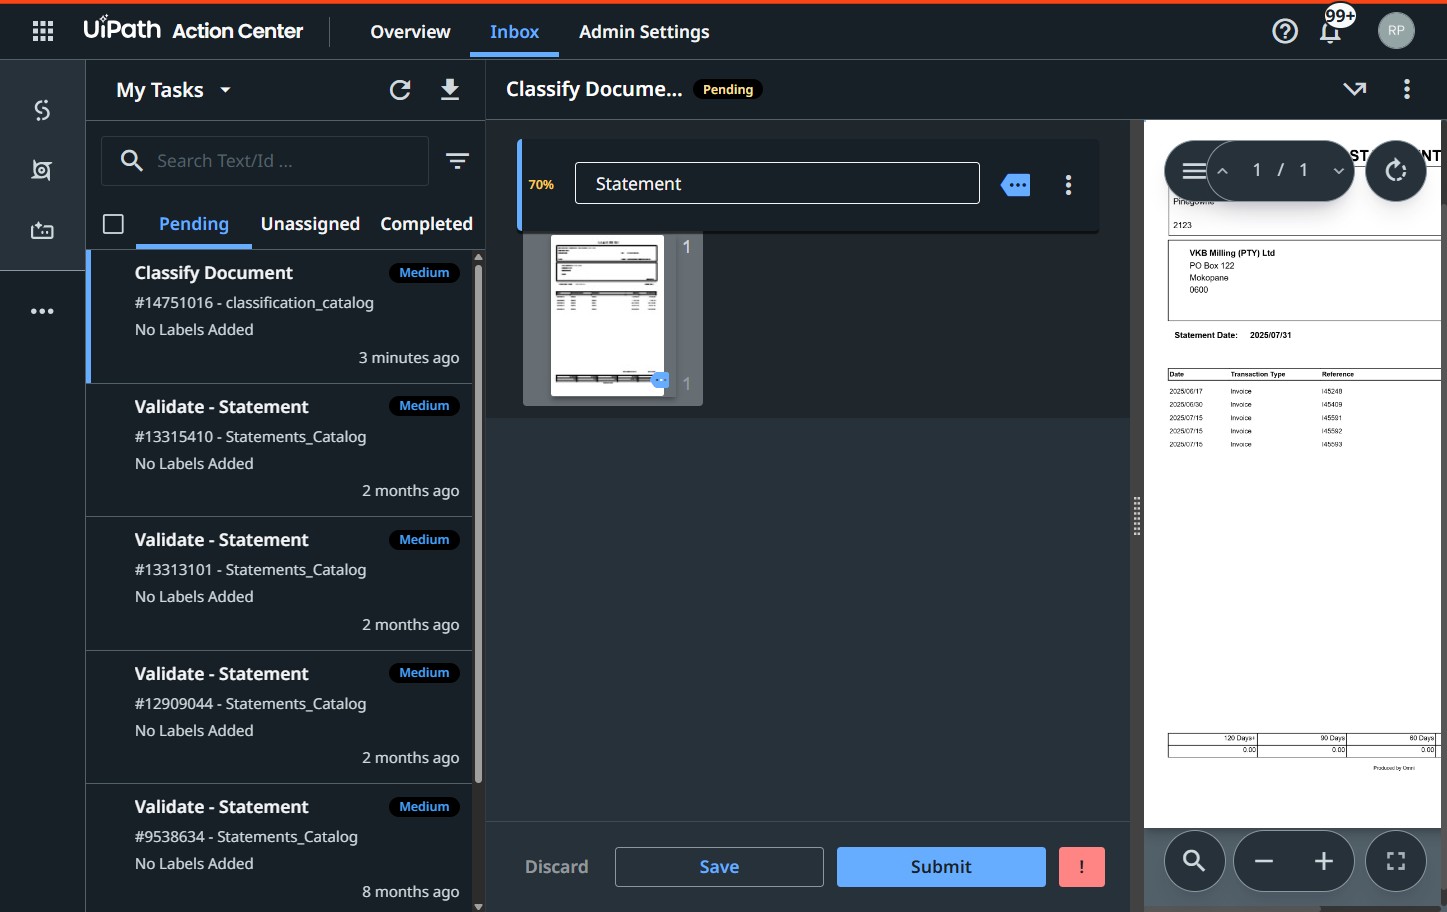 UiPath Action Center
Overview
Inbox
Admin Settings
99+
RP
My Tasks
Search Text/Id ...
Pending
Unassigned
Completed
Classify Document
Medium
#14751016 - classification_catalog
No Labels Added
3 minutes ago
Validate - Statement
Medium
#13315410 - Statements_Catalog
No Labels Added
2 months ago
Validate - Statement
Medium
#13313101 - Statements_Catalog
No Labels Added
2 months ago
Validate - Statement
Medium
#12909044 - Statements_Catalog
No Labels Added
2 months ago
Validate - Statement
Medium
#9538634 - Statements_Catalog
No Labels Added
8 months ago
Classify Docume...
Pending
70%
Statement
1
1
Discard
Save
Submit
!
1 / 1
2123
VKB Milling (PTY) Ltd
PO Box 122
Mokopane
0600
Statement Date: 2025/07/31
Date Transaction Type Reference
2025/06/17 Invoice I45248
2025/06/30 Invoice I45409
2025/07/15 Invoice I45591
2025/07/15 Invoice I45592
2025/07/15 Invoice I45593
120 Days+ 90 Days 60 Days
0.00 0.00 0.00
Produced by Omni